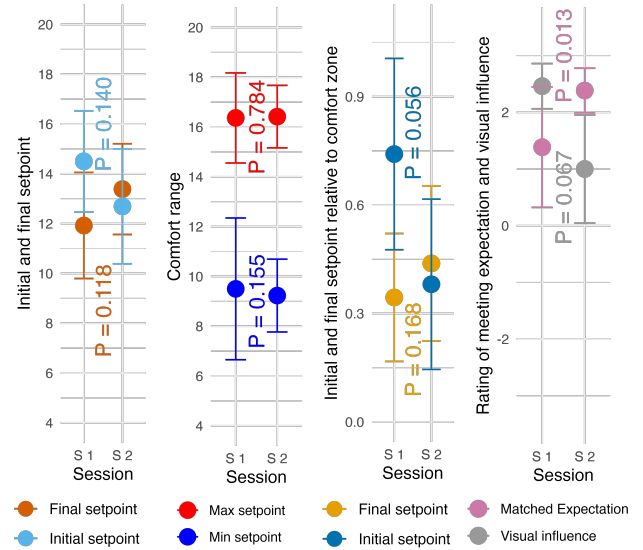 Initial and final setpoint
20
18
16
14
12
10
8
6
4
P = 0.140
P = 0.118
S 1 S 2
Session
Comfort range
20
18
16
14
12
10
8
6
4
P = 0.784
P = 0.155
S 1 S 2
Session
Initial and final setpoint relative to comfort zone
0.9
0.6
0.3
0.0
P = 0.056
P = 0.168
S 1 S 2
Session
Rating of meeting expectation and visual influence
2
0
-2
P = 0.013
P = 0.067
S 1 S 2
Session
Final setpoint
Initial setpoint
Max setpoint
Min setpoint
Final setpoint
Initial setpoint
Matched Expectation
Visual influence